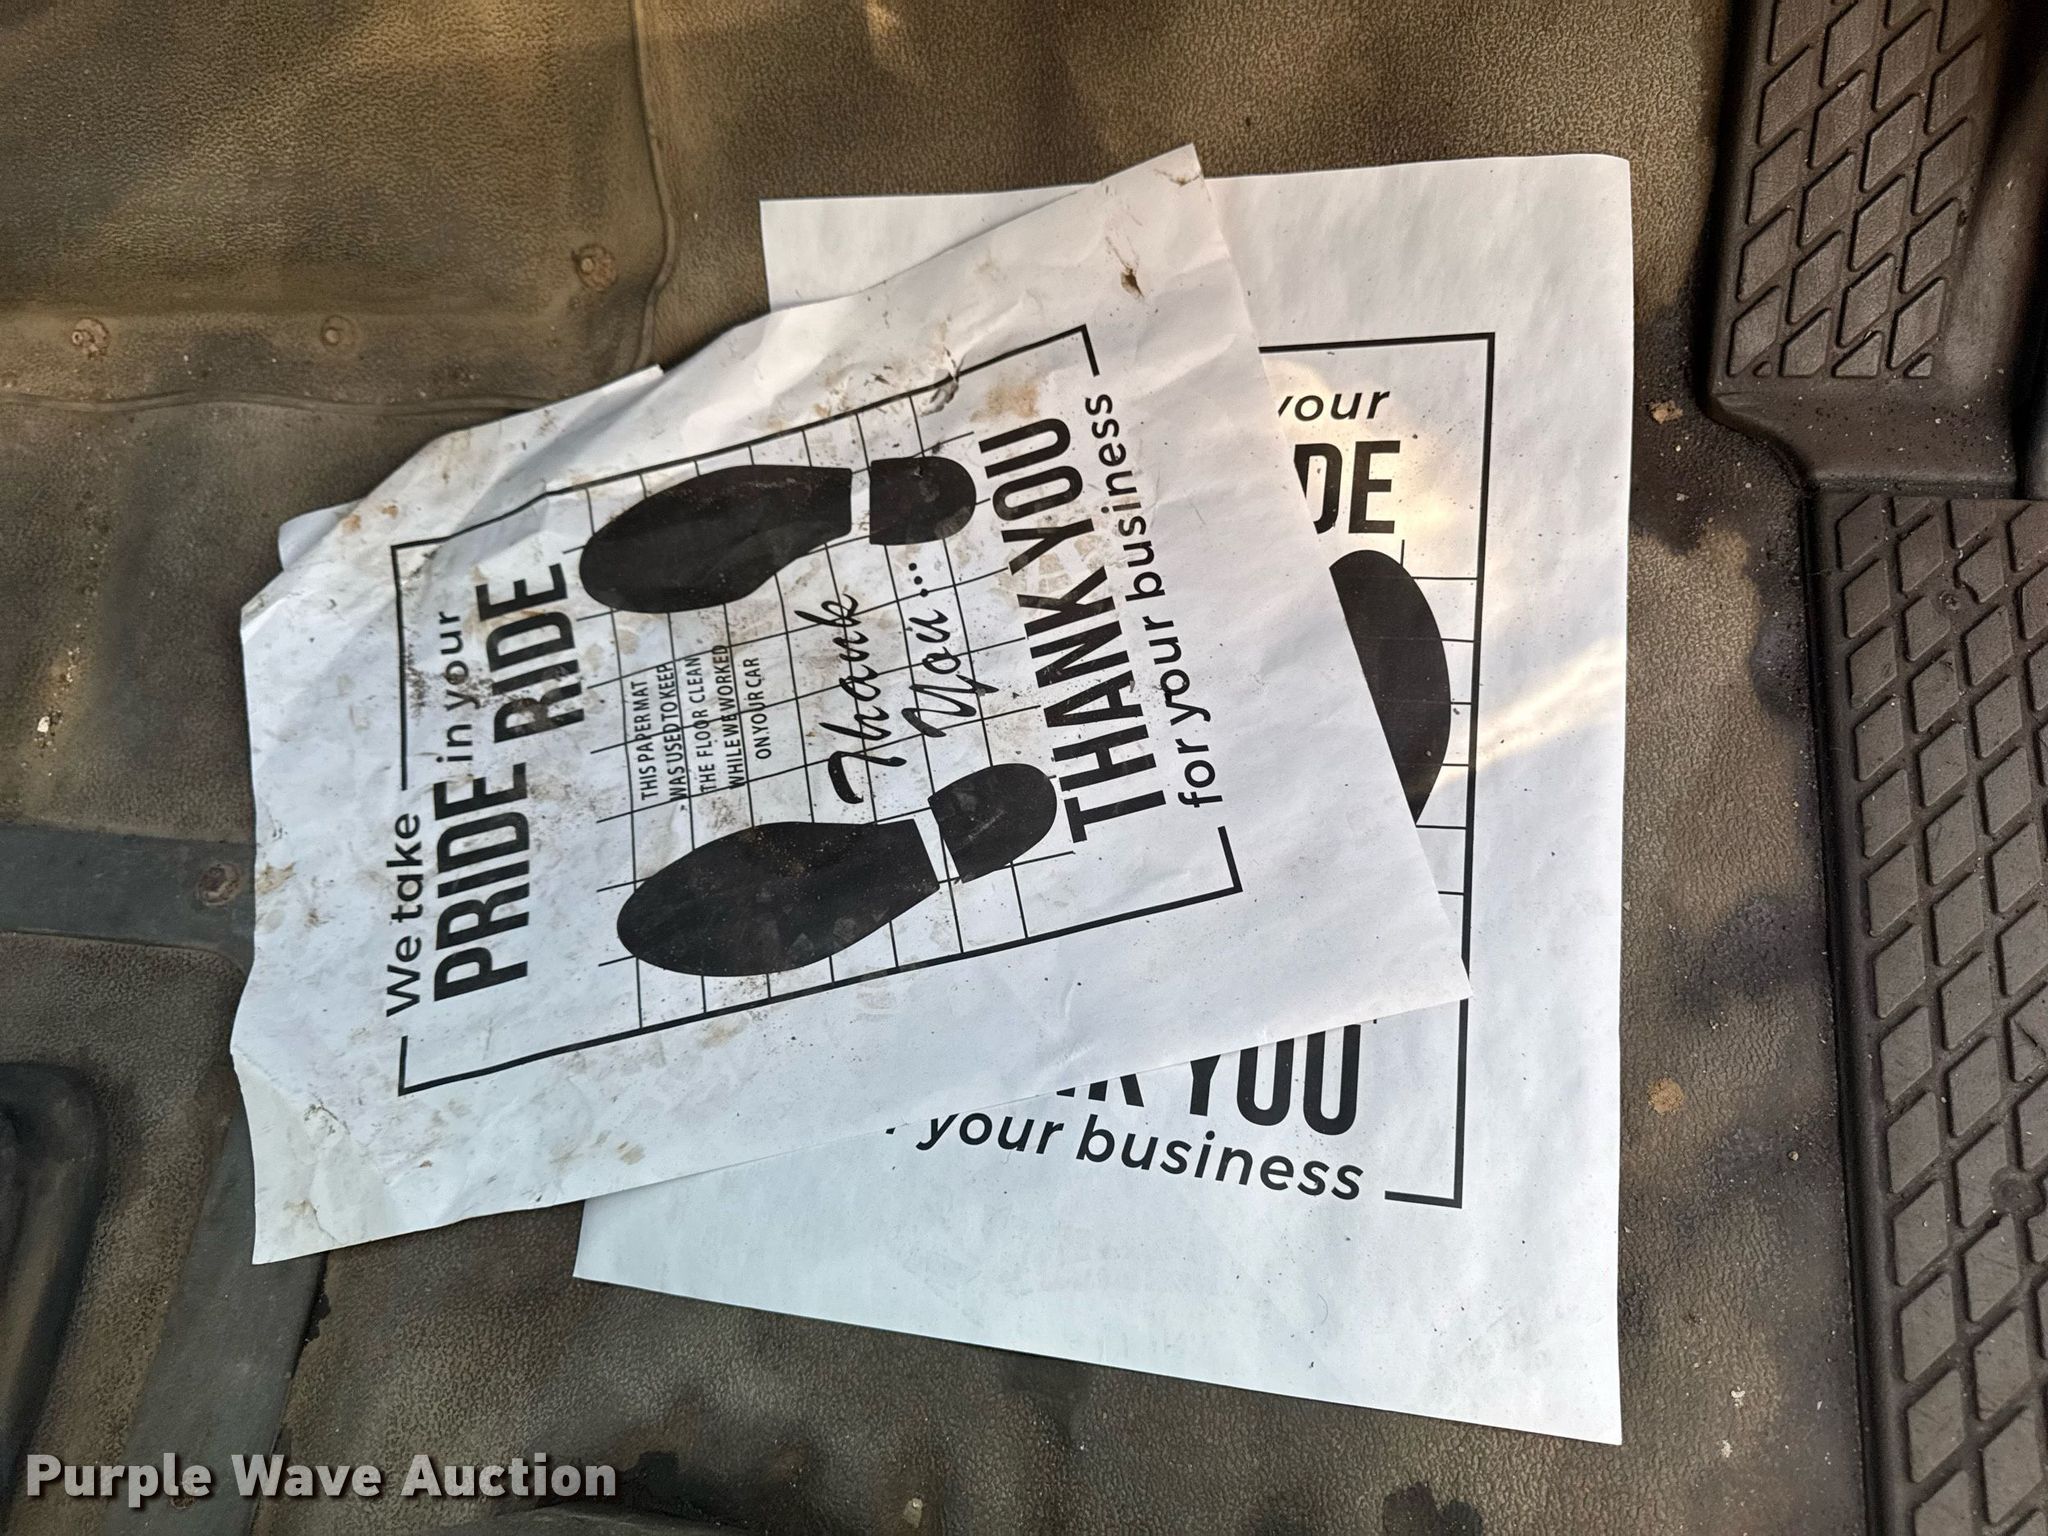 We take
PRIDE in your
PRIDE RIDE
THIS PAPER MAT
WAS USED TO KEEP
THE FLOOR CLEAN
WHILE WE WORKED
ON YOUR CAR
Thank
You...
THANK YOU
for your business
your
DE
YOU
your business
Purple Wave Auction